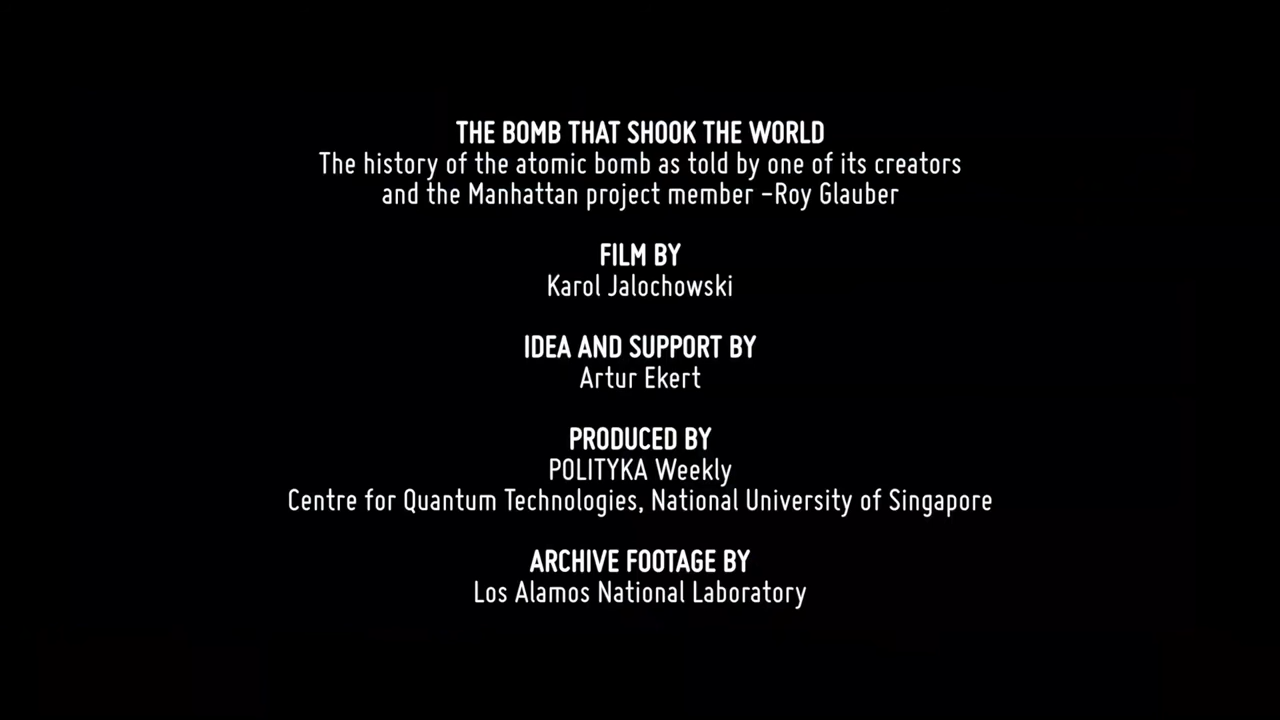 THE BOMB THAT SHOOK THE WORLD
The history of the atomic bomb as told by one of its creators
and the Manhattan project member –Roy Glauber
FILM BY
Karol Jalochowski
IDEA AND SUPPORT BY
Artur Ekert
PRODUCED BY
POLITYKA Weekly
Centre for Quantum Technologies, National University of Singapore
ARCHIVE FOOTAGE BY
Los Alamos National Laboratory